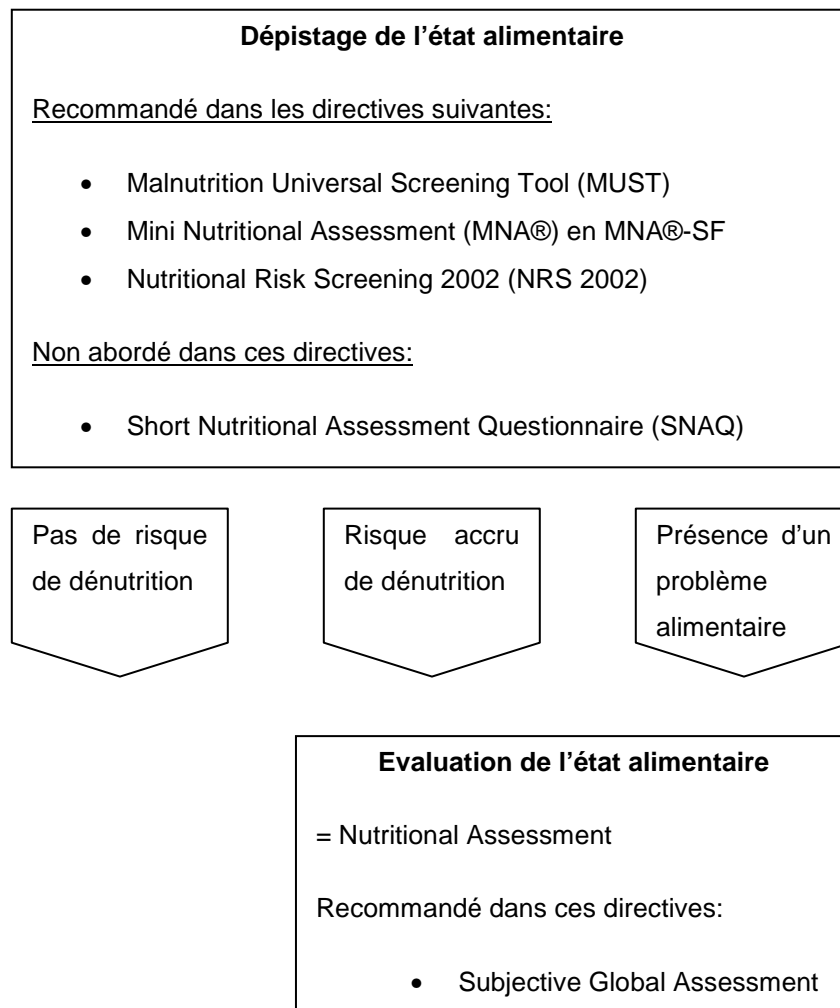 Dépistage de l’état alimentaire
Recommandé dans les directives suivantes:
• Malnutrition Universal Screening Tool (MUST)
• Mini Nutritional Assessment (MNA®) en MNA®-SF
• Nutritional Risk Screening 2002 (NRS 2002)
Non abordé dans ces directives:
• Short Nutritional Assessment Questionnaire (SNAQ)
Pas de risque
de dénutrition
Risque accru
de dénutrition
Présence d’un
problème
alimentaire
Evaluation de l’état alimentaire
= Nutritional Assessment
Recommandé dans ces directives:
• Subjective Global Assessment